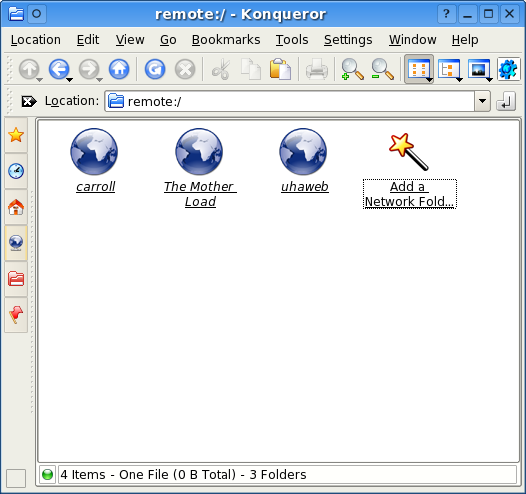 remote:/ - Konqueror
Location Edit View Go Bookmarks Tools Settings Window Help
Location: remote:/
carroll The Mother Load uhaweb Add a Network Fold...
4 Items - One File (0 B Total) - 3 Folders